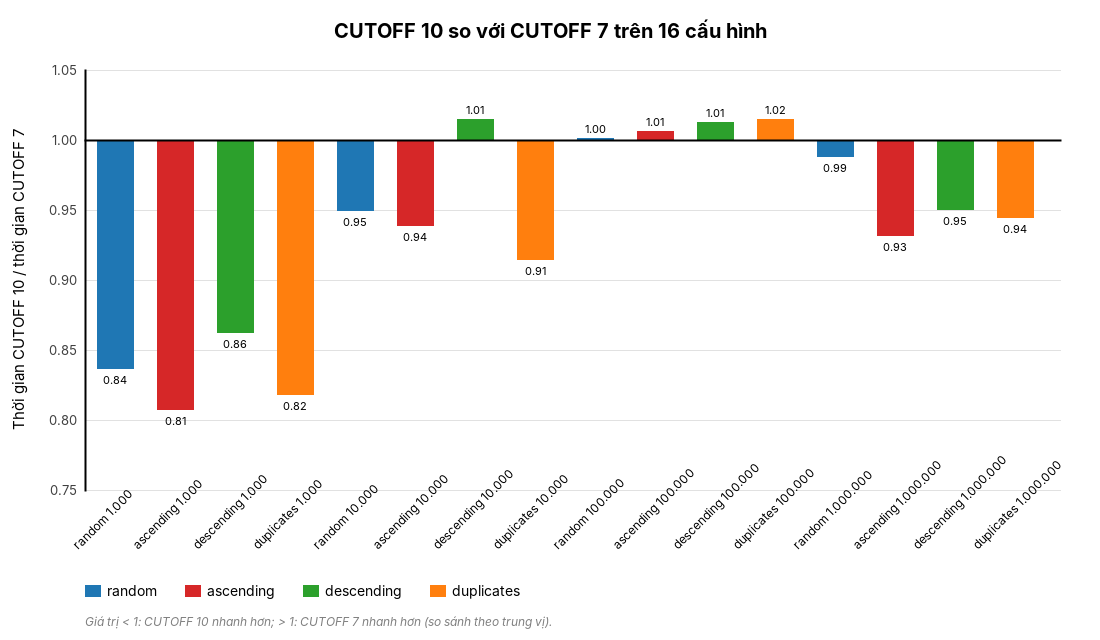 CUTOFF 10 so với CUTOFF 7 trên 16 cấu hình
Thời gian CUTOFF 10 / thời gian CUTOFF 7
1.05
1.00
0.95
0.90
0.85
0.80
0.75
0.84
0.81
0.86
0.82
0.95
0.94
1.01
0.91
1.00
1.01
1.01
1.02
0.99
0.93
0.95
0.94
random 1.000
ascending 1.000
descending 1.000
duplicates 1.000
random 10.000
ascending 10.000
descending 10.000
duplicates 10.000
random 100.000
ascending 100.000
descending 100.000
duplicates 100.000
random 1.000.000
ascending 1.000.000
descending 1.000.000
duplicates 1.000.000
random
ascending
descending
duplicates
Giá trị < 1: CUTOFF 10 nhanh hơn; > 1: CUTOFF 7 nhanh hơn (so sánh theo trung vị).